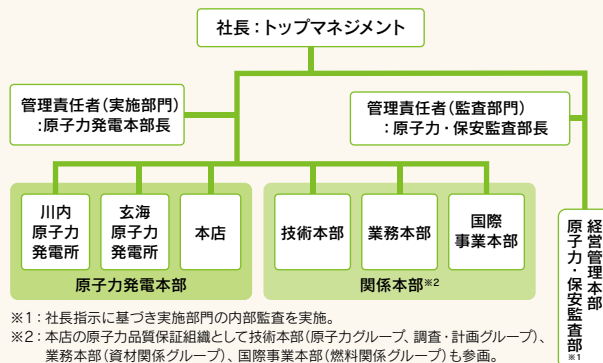 社長：トップマネジメント
管理責任者（実施部門）
：原子力発電本部長
管理責任者（監査部門）
：原子力・保安監査部長
川内
原子力
発電所
玄海
原子力
発電所
本店
原子力発電本部
技術本部
業務本部
国際
事業本部
関係本部※2
経営管理本部
原子力・保安監査部※1
※1：社長指示に基づき実施部門の内部監査を実施。
※2：本店の原子力品質保証組織として技術本部（原子力グループ、調査・計画グループ）、
業務本部（資材関係グループ）、国際事業本部（燃料関係グループ）も参画。